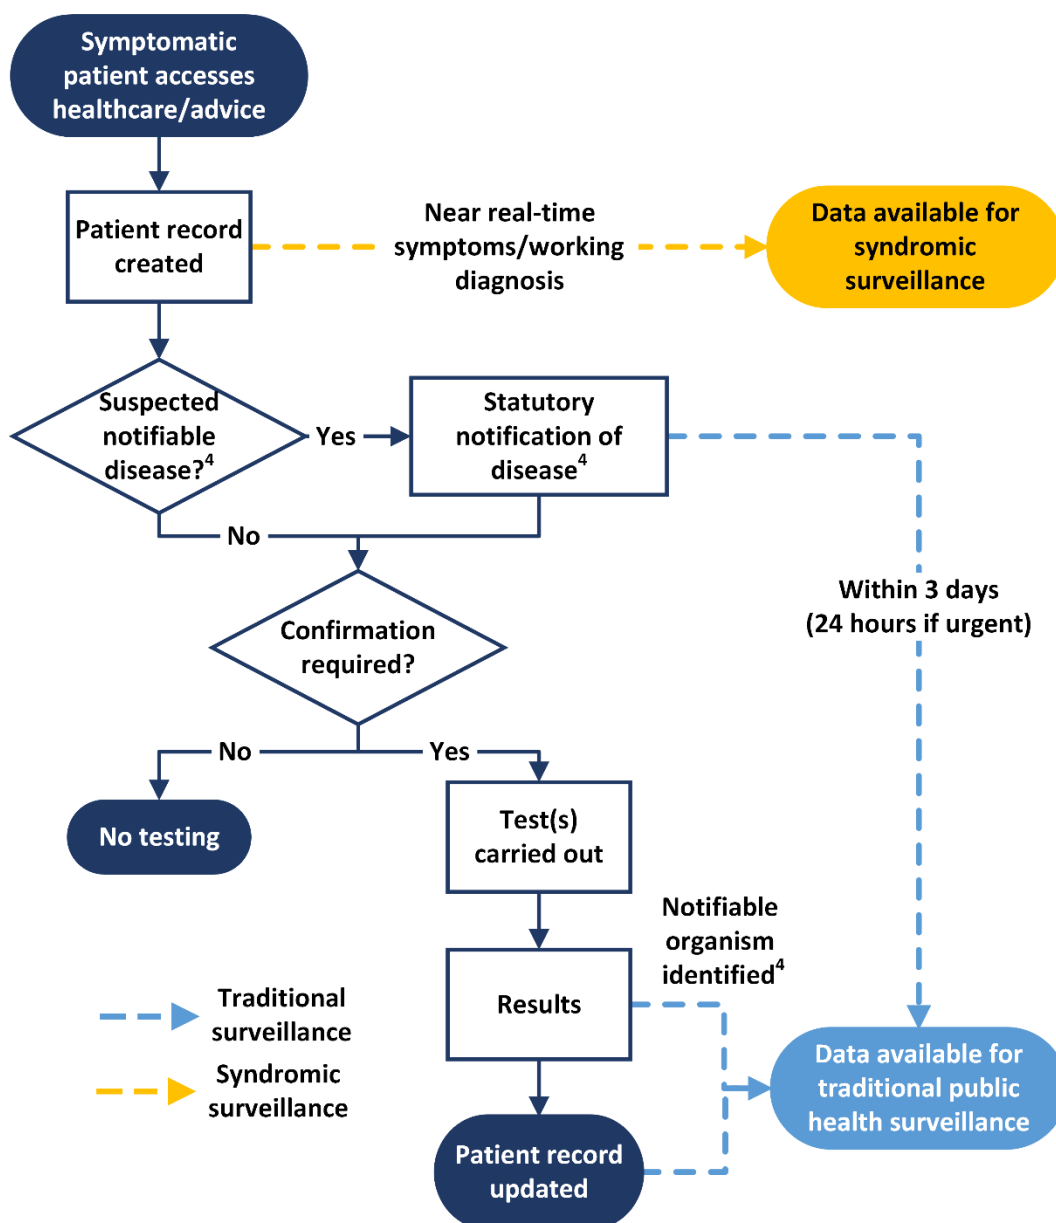 Symptomatic
patient accesses
healthcare/advice
Patient record
created
Near real-time
symptoms/working
diagnosis
Data available for
syndromic
surveillance
Suspected
notifiable
disease?⁴
Yes
Statutory
notification of
disease⁴
No
Within 3 days
(24 hours if urgent)
Confirmation
required?
No
Yes
No testing
Test(s)
carried out
Notifiable
organism
identified⁴
Results
Traditional
surveillance
Syndromic
surveillance
Data available for
traditional public
health surveillance
Patient record
updated